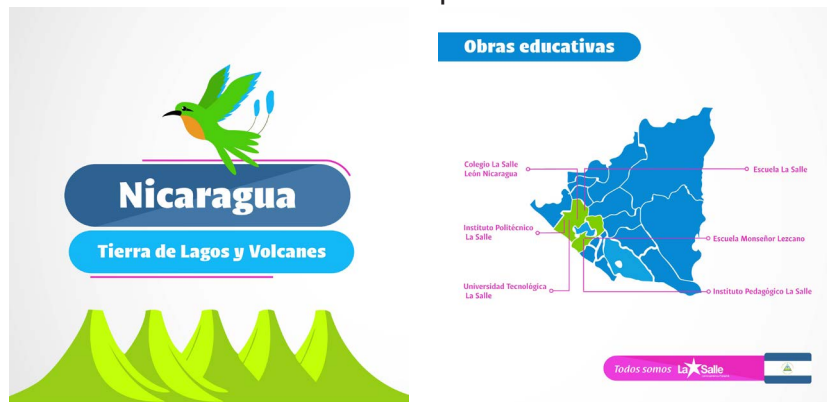 Nicaragua
Tierra de Lagos y Volcanes
Obras educativas
Colegio La Salle
León Nicaragua
Escuela La Salle
Instituto Politécnico
La Salle
Escuela Monseñor Lezcano
Universidad Tecnológica
La Salle
Instituto Pedagógico La Salle
Todos somos La Salle